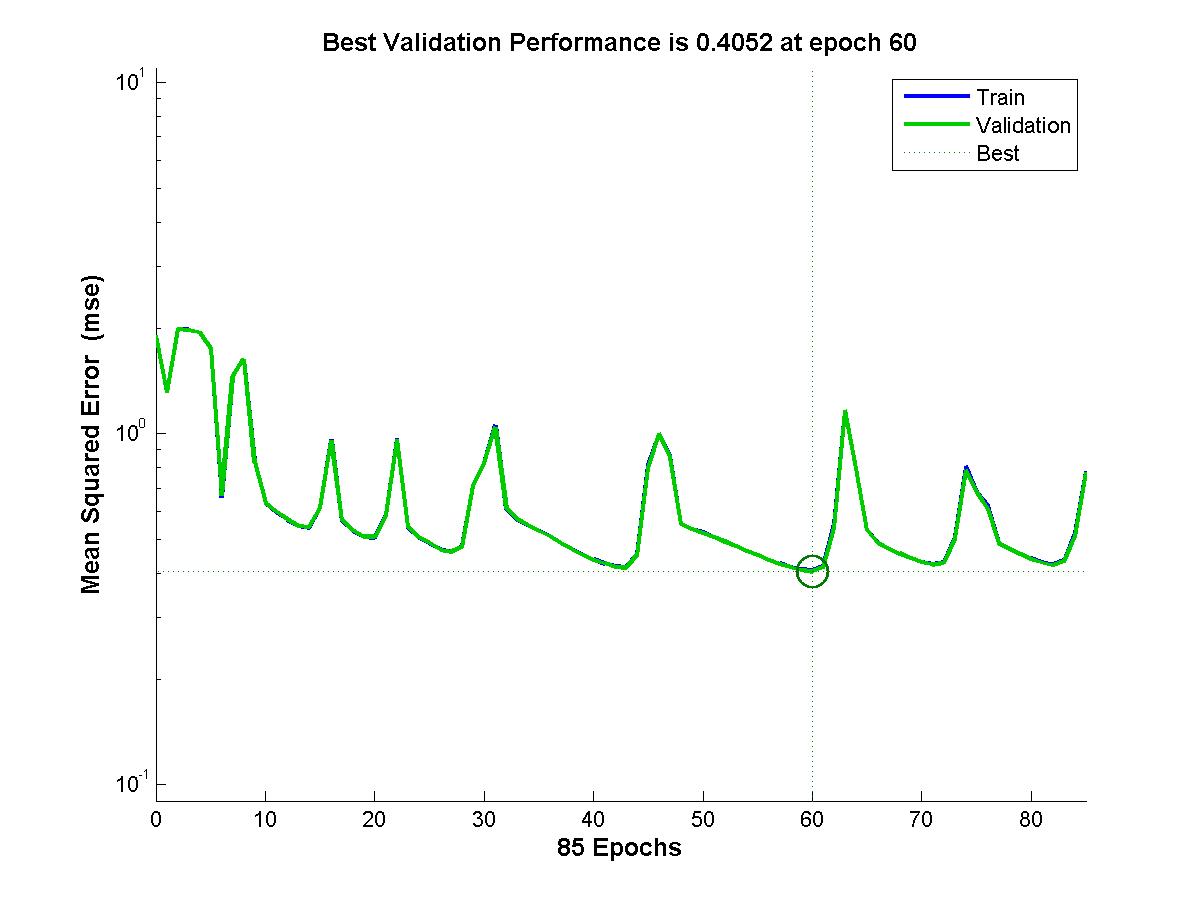 Best Validation Performance is 0.4052 at epoch 60
Train
Validation
Best
Mean Squared Error (mse)
10^1
10^0
10^-1
0 10 20 30 40 50 60 70 80
85 Epochs